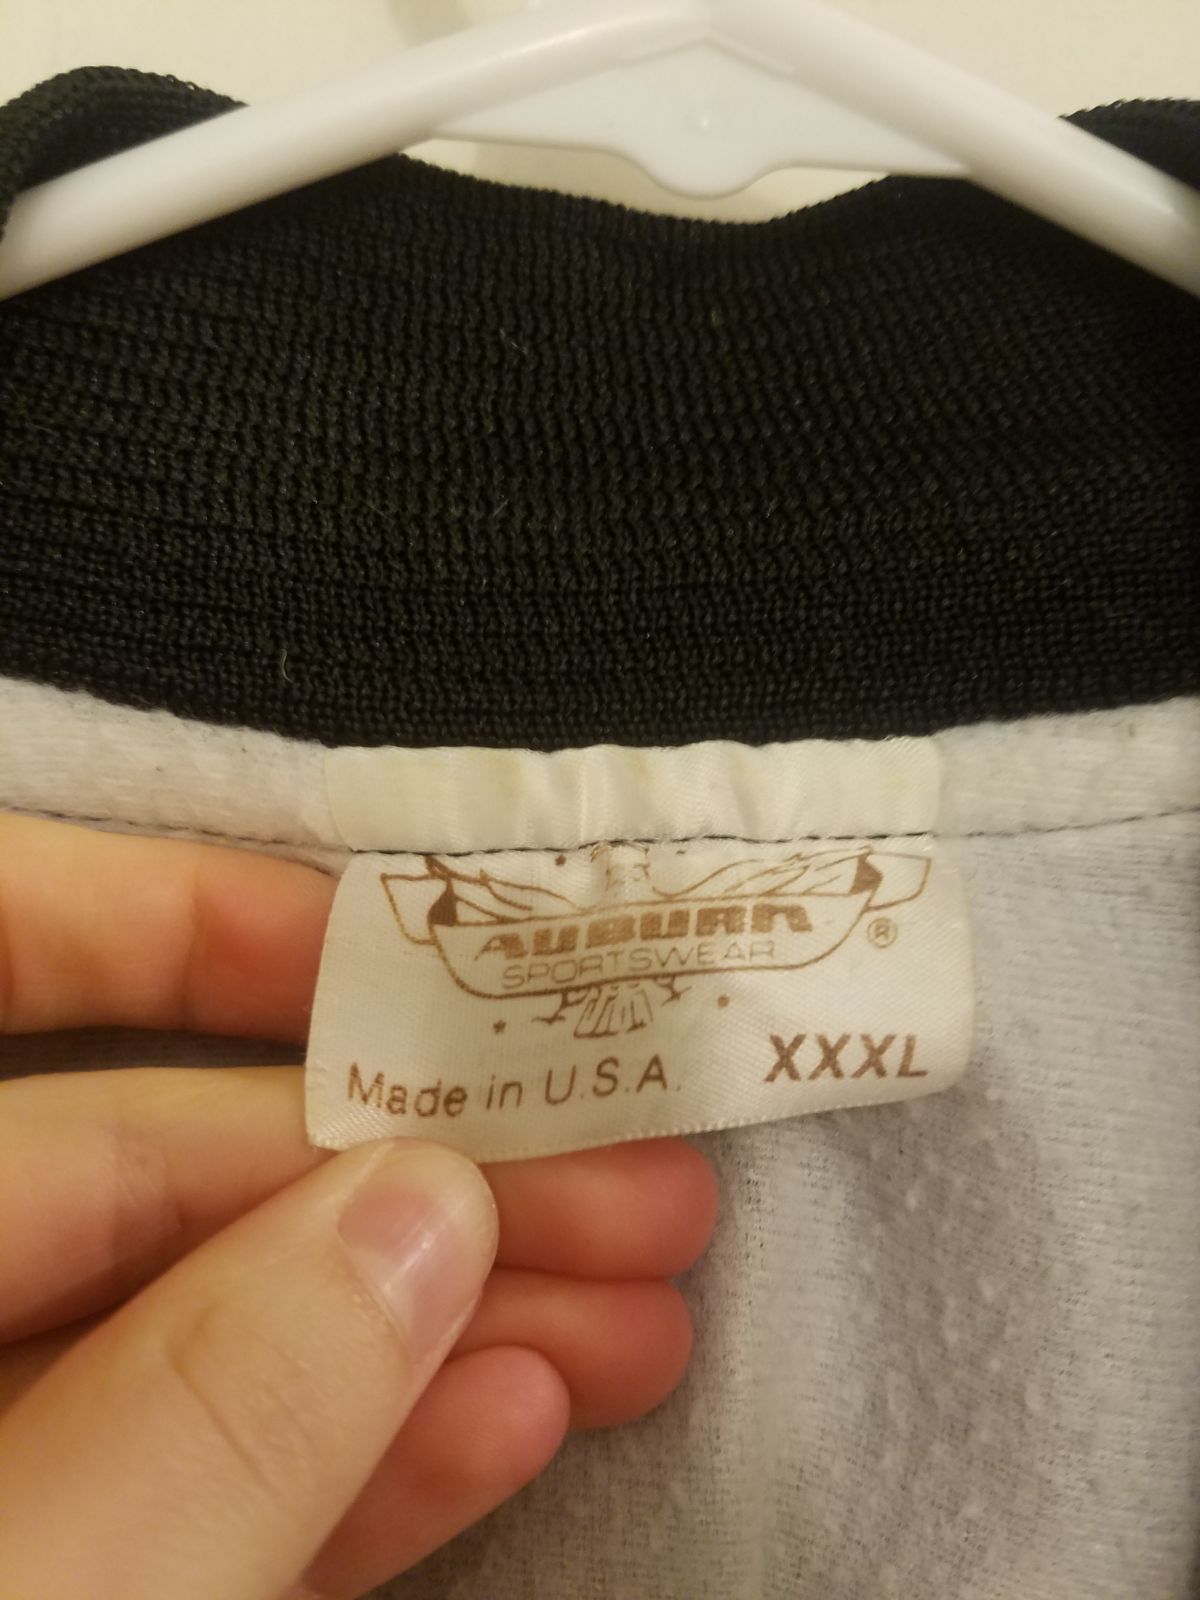 AUBURN
SPORTSWEAR
®
Made in U.S.A. XXXL